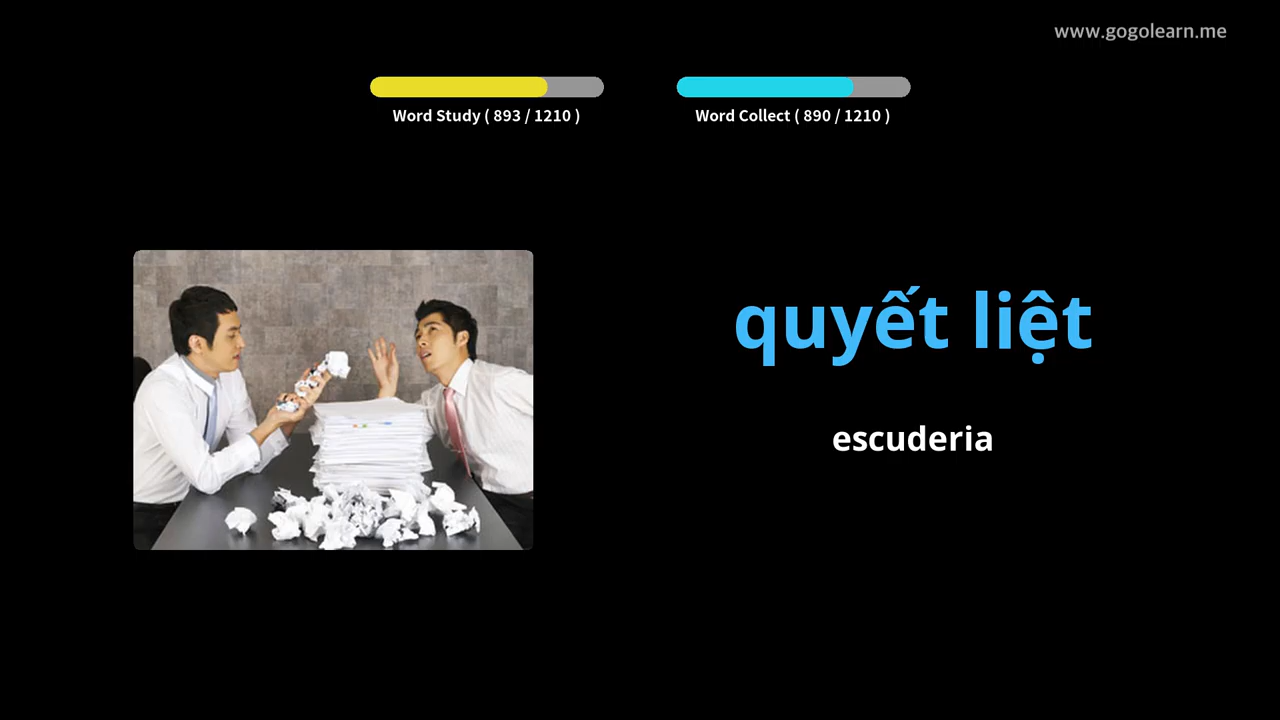 www.gogolearn.me
Word Study ( 893 / 1210 )
Word Collect ( 890 / 1210 )
quyết liệt
escuderia